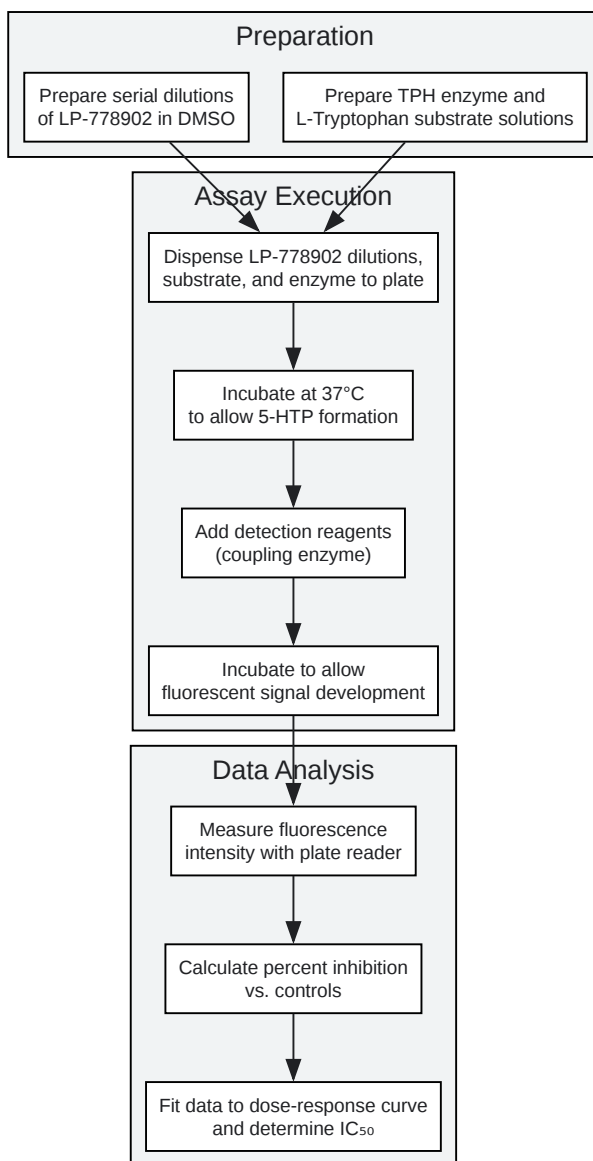 Preparation
Prepare serial dilutions
of LP-778902 in DMSO
Prepare TPH enzyme and
L-Tryptophan substrate solutions
Assay Execution
Dispense LP-778902 dilutions,
substrate, and enzyme to plate
Incubate at 37°C
to allow 5-HTP formation
Add detection reagents
(coupling enzyme)
Incubate to allow
fluorescent signal development
Data Analysis
Measure fluorescence
intensity with plate reader
Calculate percent inhibition
vs. controls
Fit data to dose-response curve
and determine IC₅₀